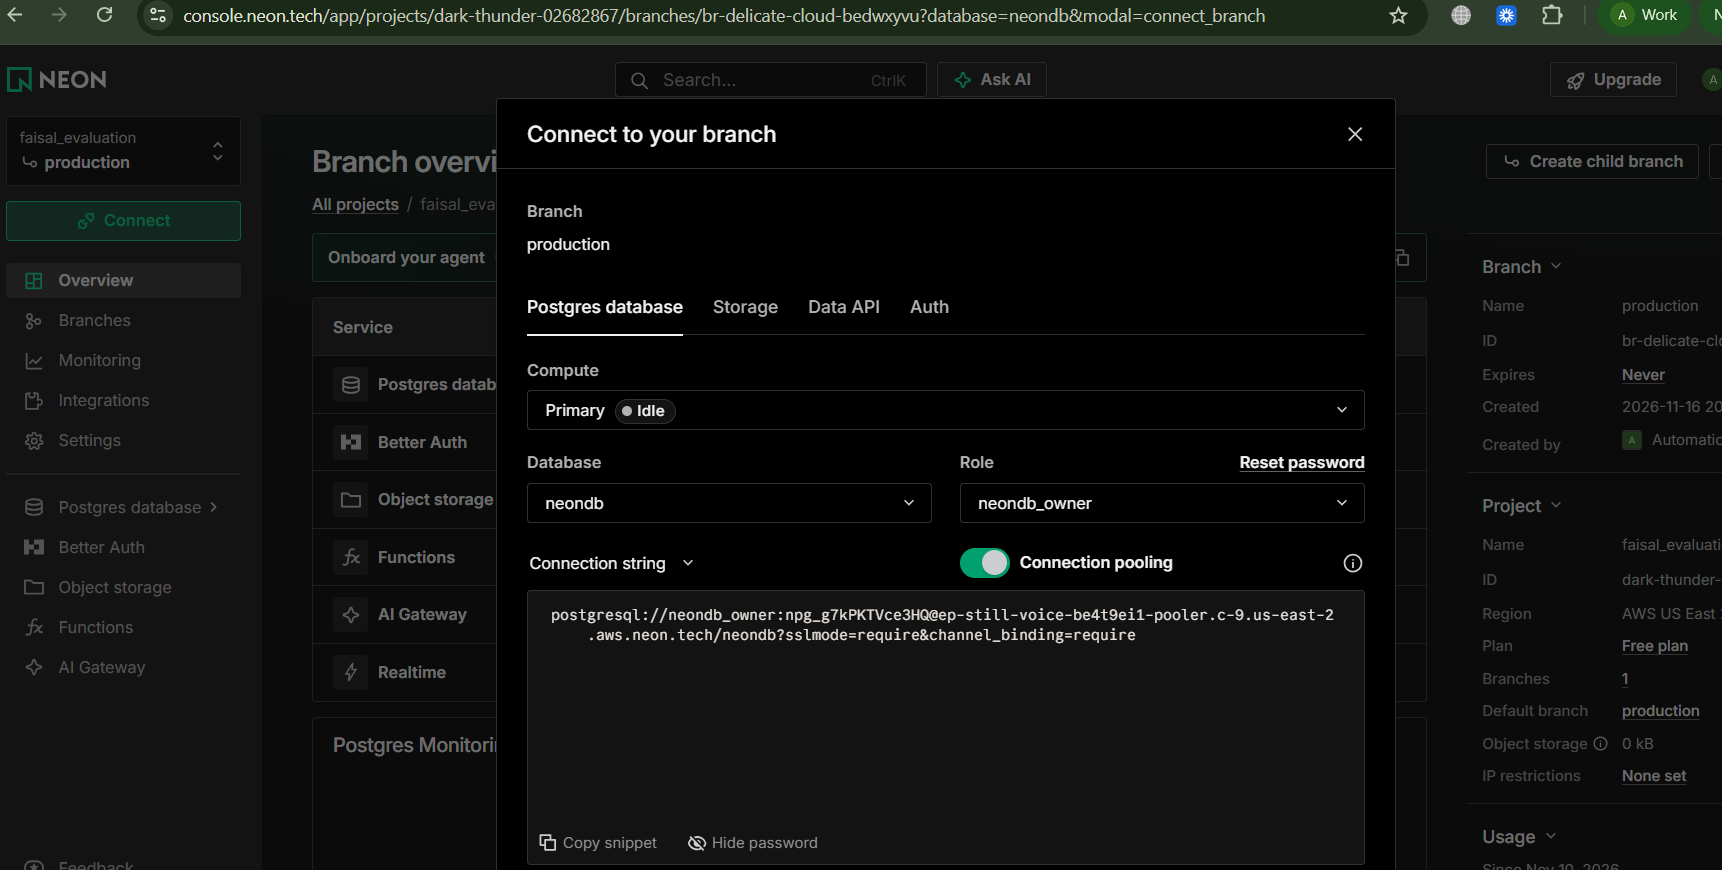 console.neon.tech/app/projects/dark-thunder-02682867/branches/br-delicate-cloud-bedwxyvu?database=neondb&modal=connect_branch
A Work
N
NEON
Search...
CtrlK
Ask AI
Upgrade
A
faisal_evaluation
production
Connect
Overview
Branches
Monitoring
Integrations
Settings
Postgres database
Better Auth
Object storage
Functions
AI Gateway
Feedback
Branch overvi
All projects / faisal_eva
Onboard your agent
Service
Postgres datab
Better Auth
Object storage
Functions
AI Gateway
Realtime
Postgres Monitorin
Connect to your branch
Branch
production
Postgres database
Storage
Data API
Auth
Compute
Primary
Idle
Database
neondb
Role
Reset password
neondb_owner
Connection string
Connection pooling
postgresql://neondb_owner:npg_g7kPKTVce3HQ@ep-still-voice-be4t9ei1-pooler.c-9.us-east-2
.aws.neon.tech/neondb?sslmode=require&channel_binding=require
Copy snippet
Hide password
Create child branch
Branch
Name production
ID br-delicate-clo
Expires Never
Created 2026-11-16 20
Created by A Automatic
Project
Name faisal_evaluati
ID dark-thunder-
Region AWS US East
Plan Free plan
Branches 1
Default branch production
Object storage 0 kB
IP restrictions None set
Usage
Since Nov 10, 2026